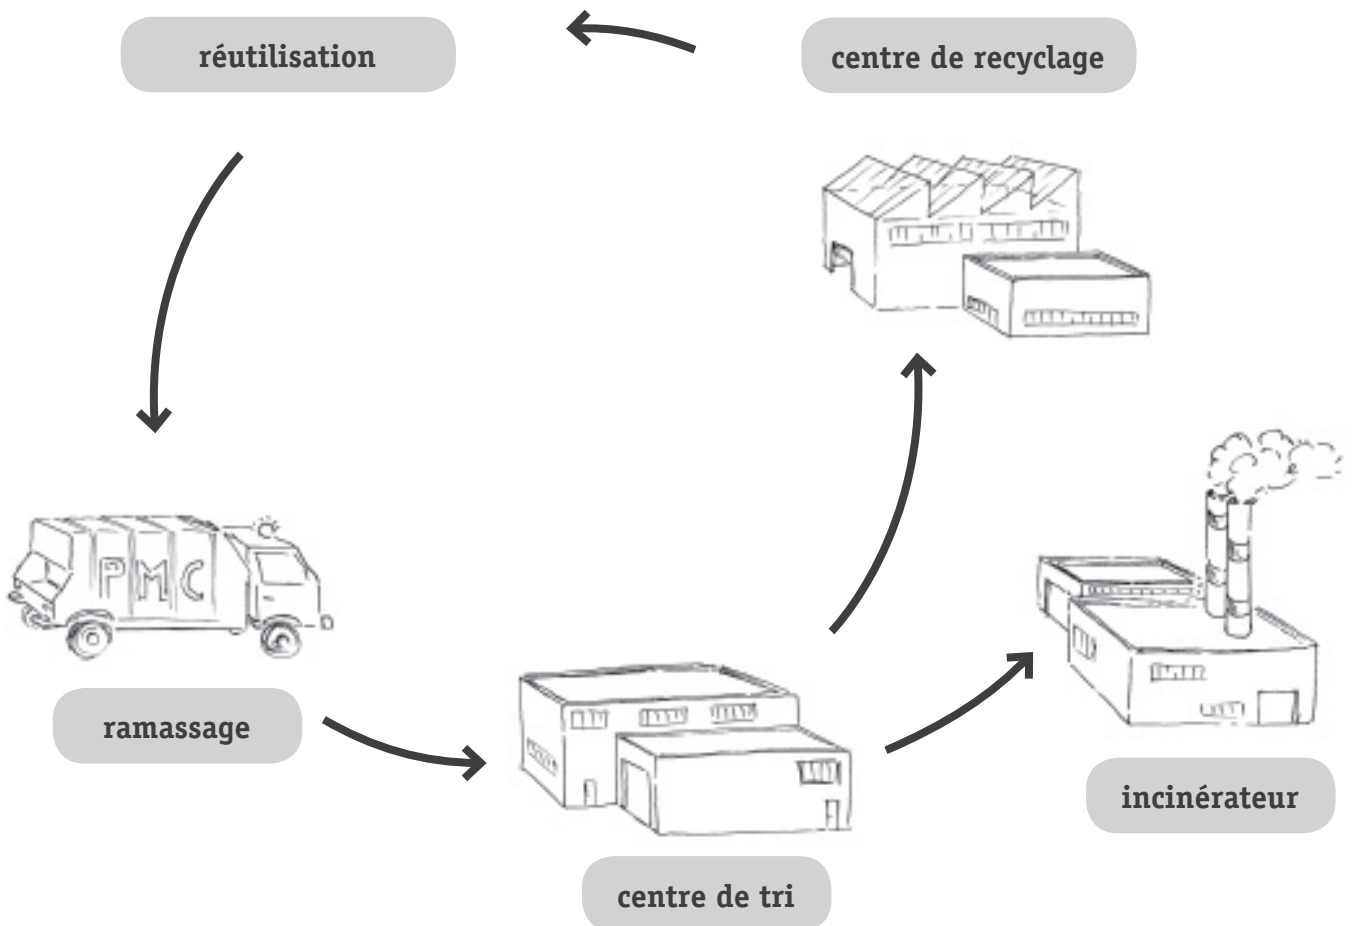 réutilisation
centre de recyclage
PMC
ramassage
incinérateur
centre de tri